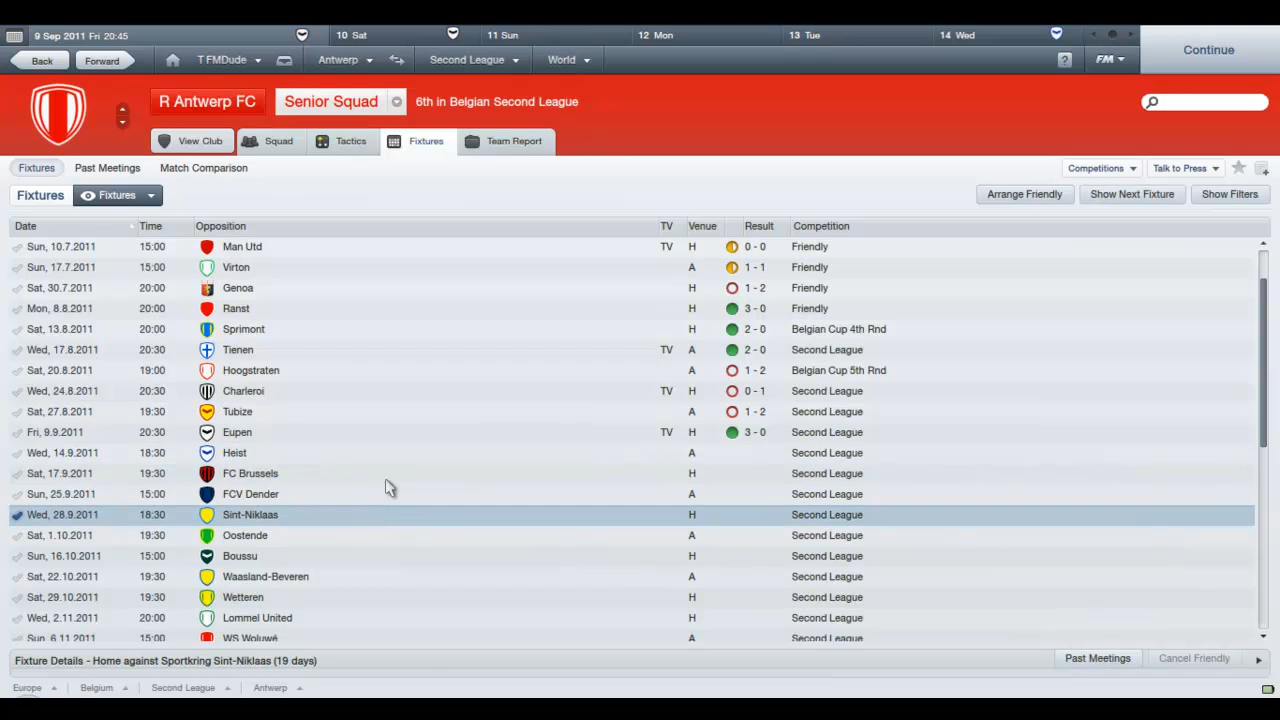 9 Sep 2011 Fri 20:45 10 Sat 11 Sun 12 Mon 13 Tue 14 Wed Continue
Back Forward T FMDude Antwerp Second League World ? FM
R Antwerp FC Senior Squad 6th in Belgian Second League
View Club Squad Tactics Fixtures Team Report
Fixtures Past Meetings Match Comparison Competitions Talk to Press
Fixtures Fixtures Arrange Friendly Show Next Fixture Show Filters
Date Time Opposition TV Venue Result Competition
Sun, 10.7.2011 15:00 Man Utd TV H 0 - 0 Friendly
Sun, 17.7.2011 15:00 Virton A 1 - 1 Friendly
Sat, 30.7.2011 20:00 Genoa H 1 - 2 Friendly
Mon, 8.8.2011 20:00 Ranst H 3 - 0 Friendly
Sat, 13.8.2011 20:00 Sprimont H 2 - 0 Belgian Cup 4th Rnd
Wed, 17.8.2011 20:30 Tienen TV A 2 - 0 Second League
Sat, 20.8.2011 19:00 Hoogstraten A 1 - 2 Belgian Cup 5th Rnd
Wed, 24.8.2011 20:30 Charleroi TV H 0 - 1 Second League
Sat, 27.8.2011 19:30 Tubize A 1 - 2 Second League
Fri, 9.9.2011 20:30 Eupen TV H 3 - 0 Second League
Wed, 14.9.2011 18:30 Heist A Second League
Sat, 17.9.2011 19:30 FC Brussels H Second League
Sun, 25.9.2011 15:00 FCV Dender A Second League
Wed, 28.9.2011 18:30 Sint-Niklaas H Second League
Sat, 1.10.2011 19:30 Oostende A Second League
Sun, 16.10.2011 15:00 Boussu H Second League
Sat, 22.10.2011 19:30 Waasland-Beveren A Second League
Sat, 29.10.2011 19:30 Wetteren H Second League
Wed, 2.11.2011 20:00 Lommel United H Second League
Sun, 6.11.2011 15:00 WS Woluwé A Second League
Fixture Details - Home against Sportkring Sint-Niklaas (19 days) Past Meetings Cancel Friendly
Europe Belgium Second League Antwerp